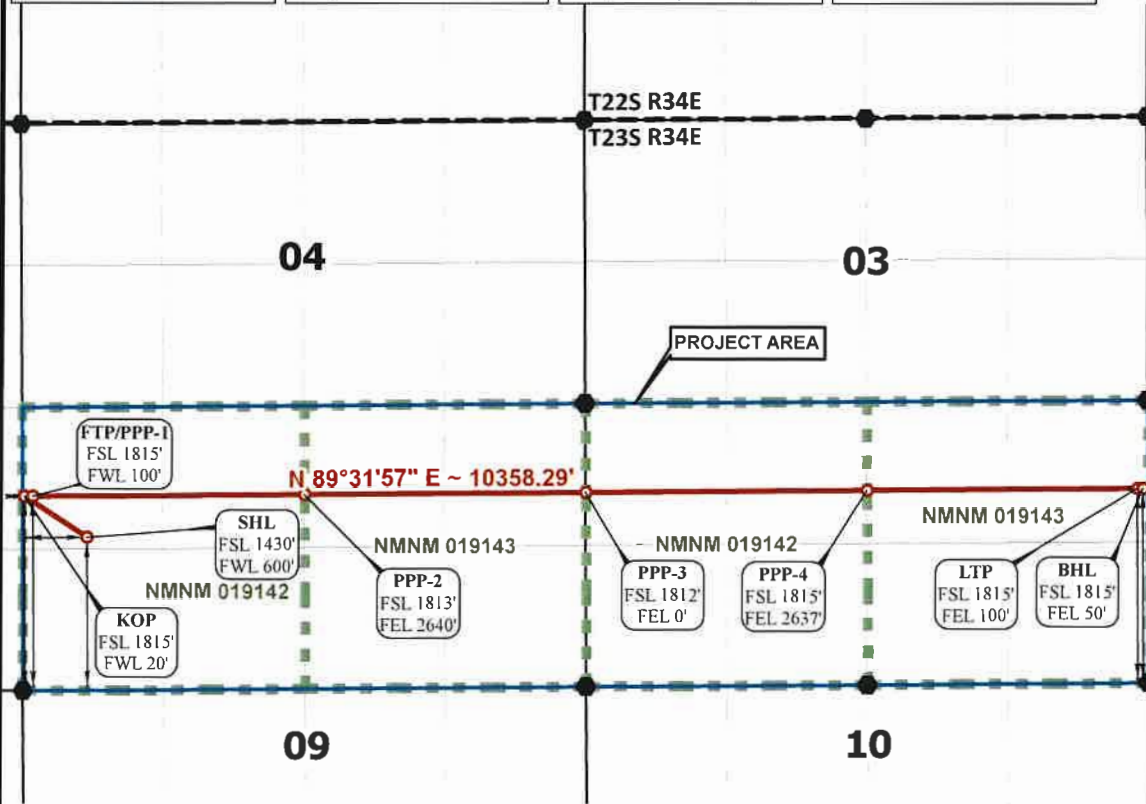 T22S R34E
T23S R34E
04
03
PROJECT AREA
FTP/PPP-1
FSL 1815'
FWL 100'
N 89°31'57" E ~ 10358.29'
SHL
FSL 1430'
FWL 600'
NMNM 019143
NMNM 019142
NMNM 019143
PPP-2
FSL 1813'
FEL 2640'
PPP-3
FSL 1812'
FEL 0'
PPP-4
FSL 1815'
FEL 2637'
LTP
FSL 1815'
FEL 100'
BHL
FSL 1815'
FEL 50'
NMNM 019142
KOP
FSL 1815'
FWL 20'
09
10